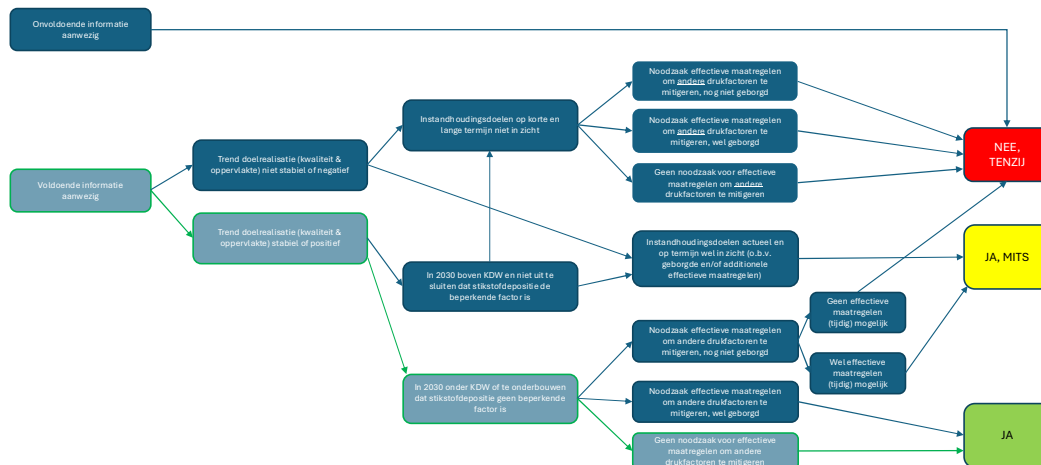 Onvoldoende informatie
aanwezig
Noodzaak effectieve maatregelen
om andere drukfactoren te
mitigeren, nog niet geborgd
Instandhoudingsdoelen op korte en
lange termijn niet in zicht
Noodzaak effectieve maatregelen
om andere drukfactoren te
mitigeren, wel geborgd
NEE,
TENZIJ
Trend doelrealisatie (kwaliteit &
oppervlakte) niet stabiel of negatief
Geen noodzaak voor effectieve
maatregelen om andere
drukfactoren te mitigeren
Voldoende informatie
aanwezig
Trend doelrealisatie (kwaliteit &
oppervlakte) stabiel of positief
Instandhoudingsdoelen actueel en
op termijn wel in zicht (o.b.v.
geborgde en/of additionele
effectieve maatregelen)
JA, MITS
In 2030 boven KDW en niet uit te
sluiten dat stikstofdepositie de
beperkende factor is
Geen effectieve
maatregelen
(tijdig) mogelijk
Noodzaak effectieve maatregelen
om andere drukfactoren te
mitigeren, nog niet geborgd
Wel effectieve
maatregelen
(tijdig) mogelijk
In 2030 onder KDW of te onderbouwen
dat stikstofdepositie geen beperkende
factor is
Noodzaak effectieve maatregelen
om andere drukfactoren te
mitigeren, wel geborgd
JA
Geen noodzaak voor effectieve
maatregelen om andere
drukfactoren te mitigeren